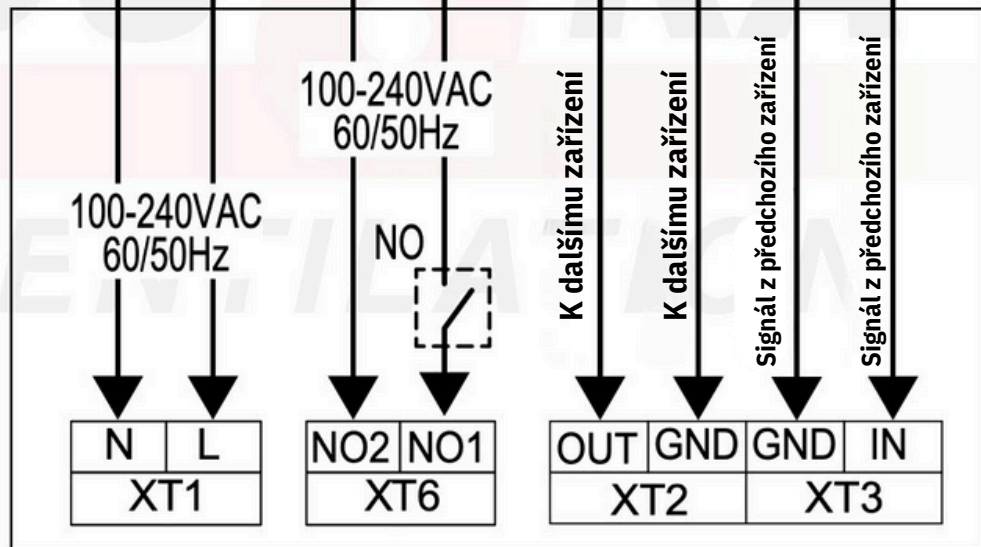 100-240VAC
60/50Hz
100-240VAC
60/50Hz
NO
K dalšímu zařízení
K dalšímu zařízení
Signál z předchozího zařízení
Signál z předchozího zařízení
N L
XT1
NO2 NO1
XT6
OUT GND GND IN
XT2 XT3
ENTILATION